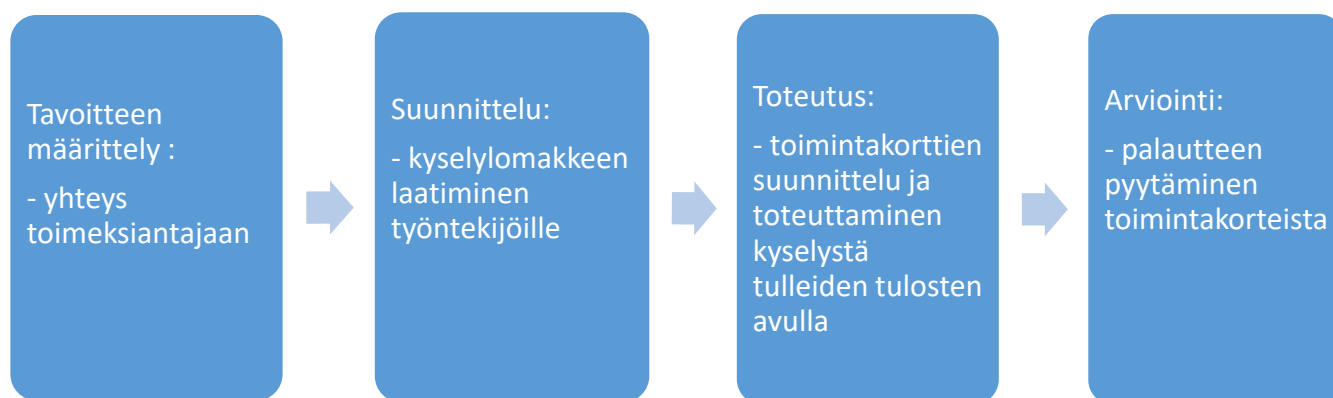 Tavoitteen
määrittely :
- yhteys
toimeksiantajaan
Suunnittelu:
- kyselylomakkeen
laatiminen
työntekijöille
Toteutus:
- toimintakorttien
suunnittelu ja
toteuttaminen
kyselystä
tulleiden tulosten
avulla
Arviointi:
- palautteen
pyytäminen
toimintakorteista